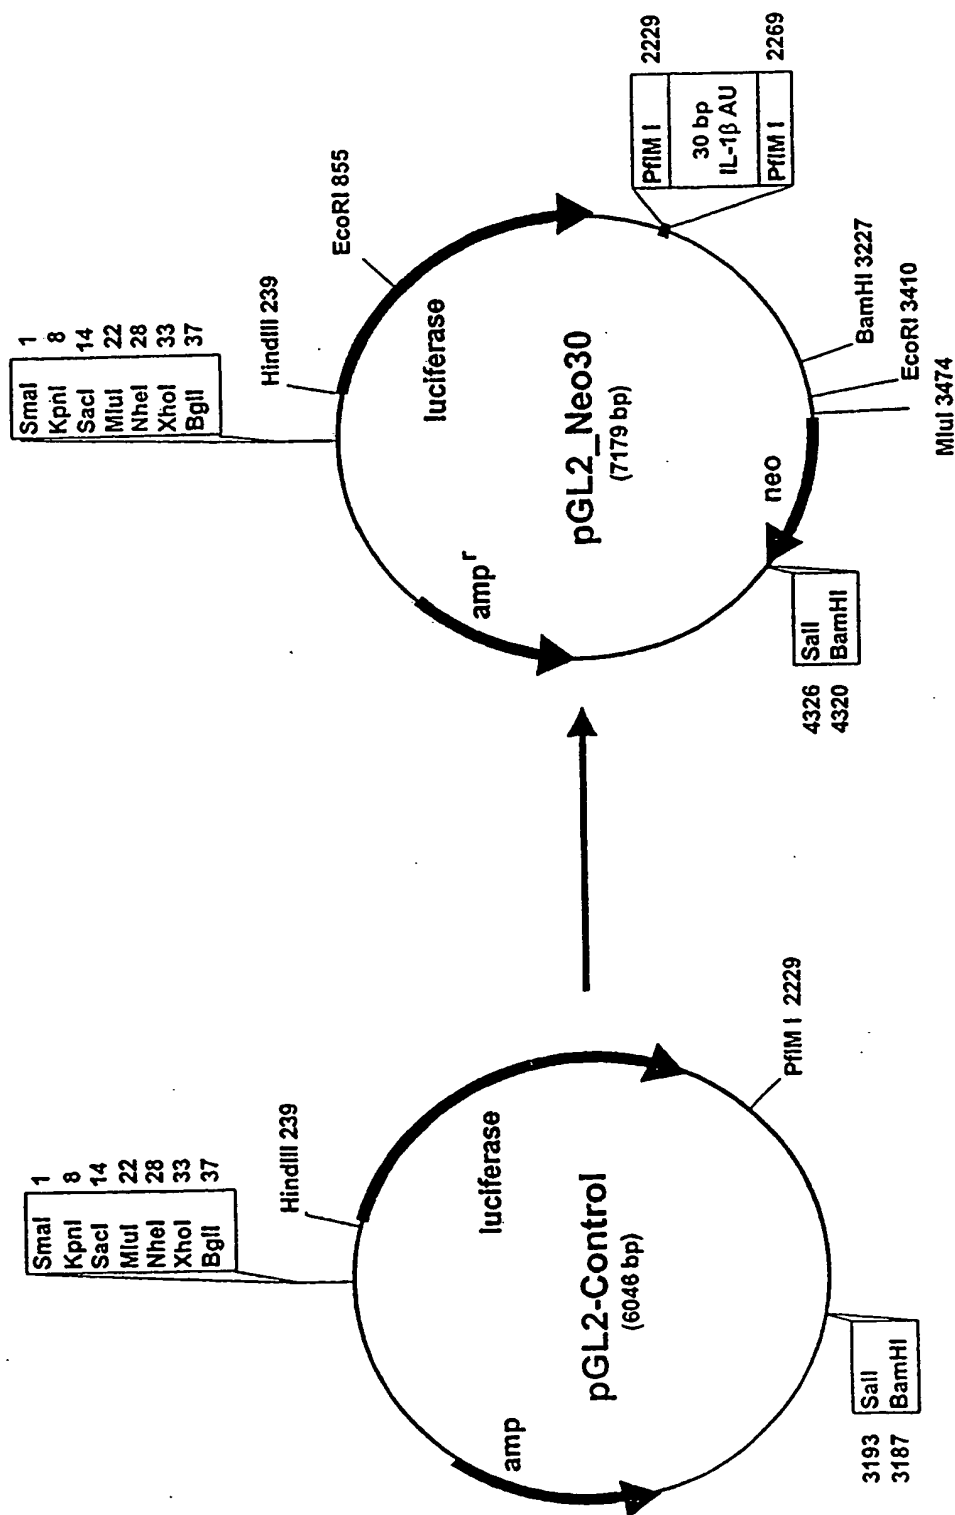 SmaI 1
KpnI 8
SacI 14
MluI 22
NheI 28
XhoI 33
BglI 37
HindIII 239
luciferase
amp
pGL2-Control
(6046 bp)
PflM I 2229
3193 SalI
3187 BamHI
SmaI 1
KpnI 8
SacI 14
MluI 22
NheI 28
XhoI 33
BglI 37
HindIII 239
EcoRI 855
luciferase
ampʳ
pGL2_Neo30
(7179 bp)
PflM I 2229
30 bp
IL-1β AU
PflM I 2269
neo
BamHI 3227
EcoRI 3410
MluI 3474
4326 SalI
4320 BamHI